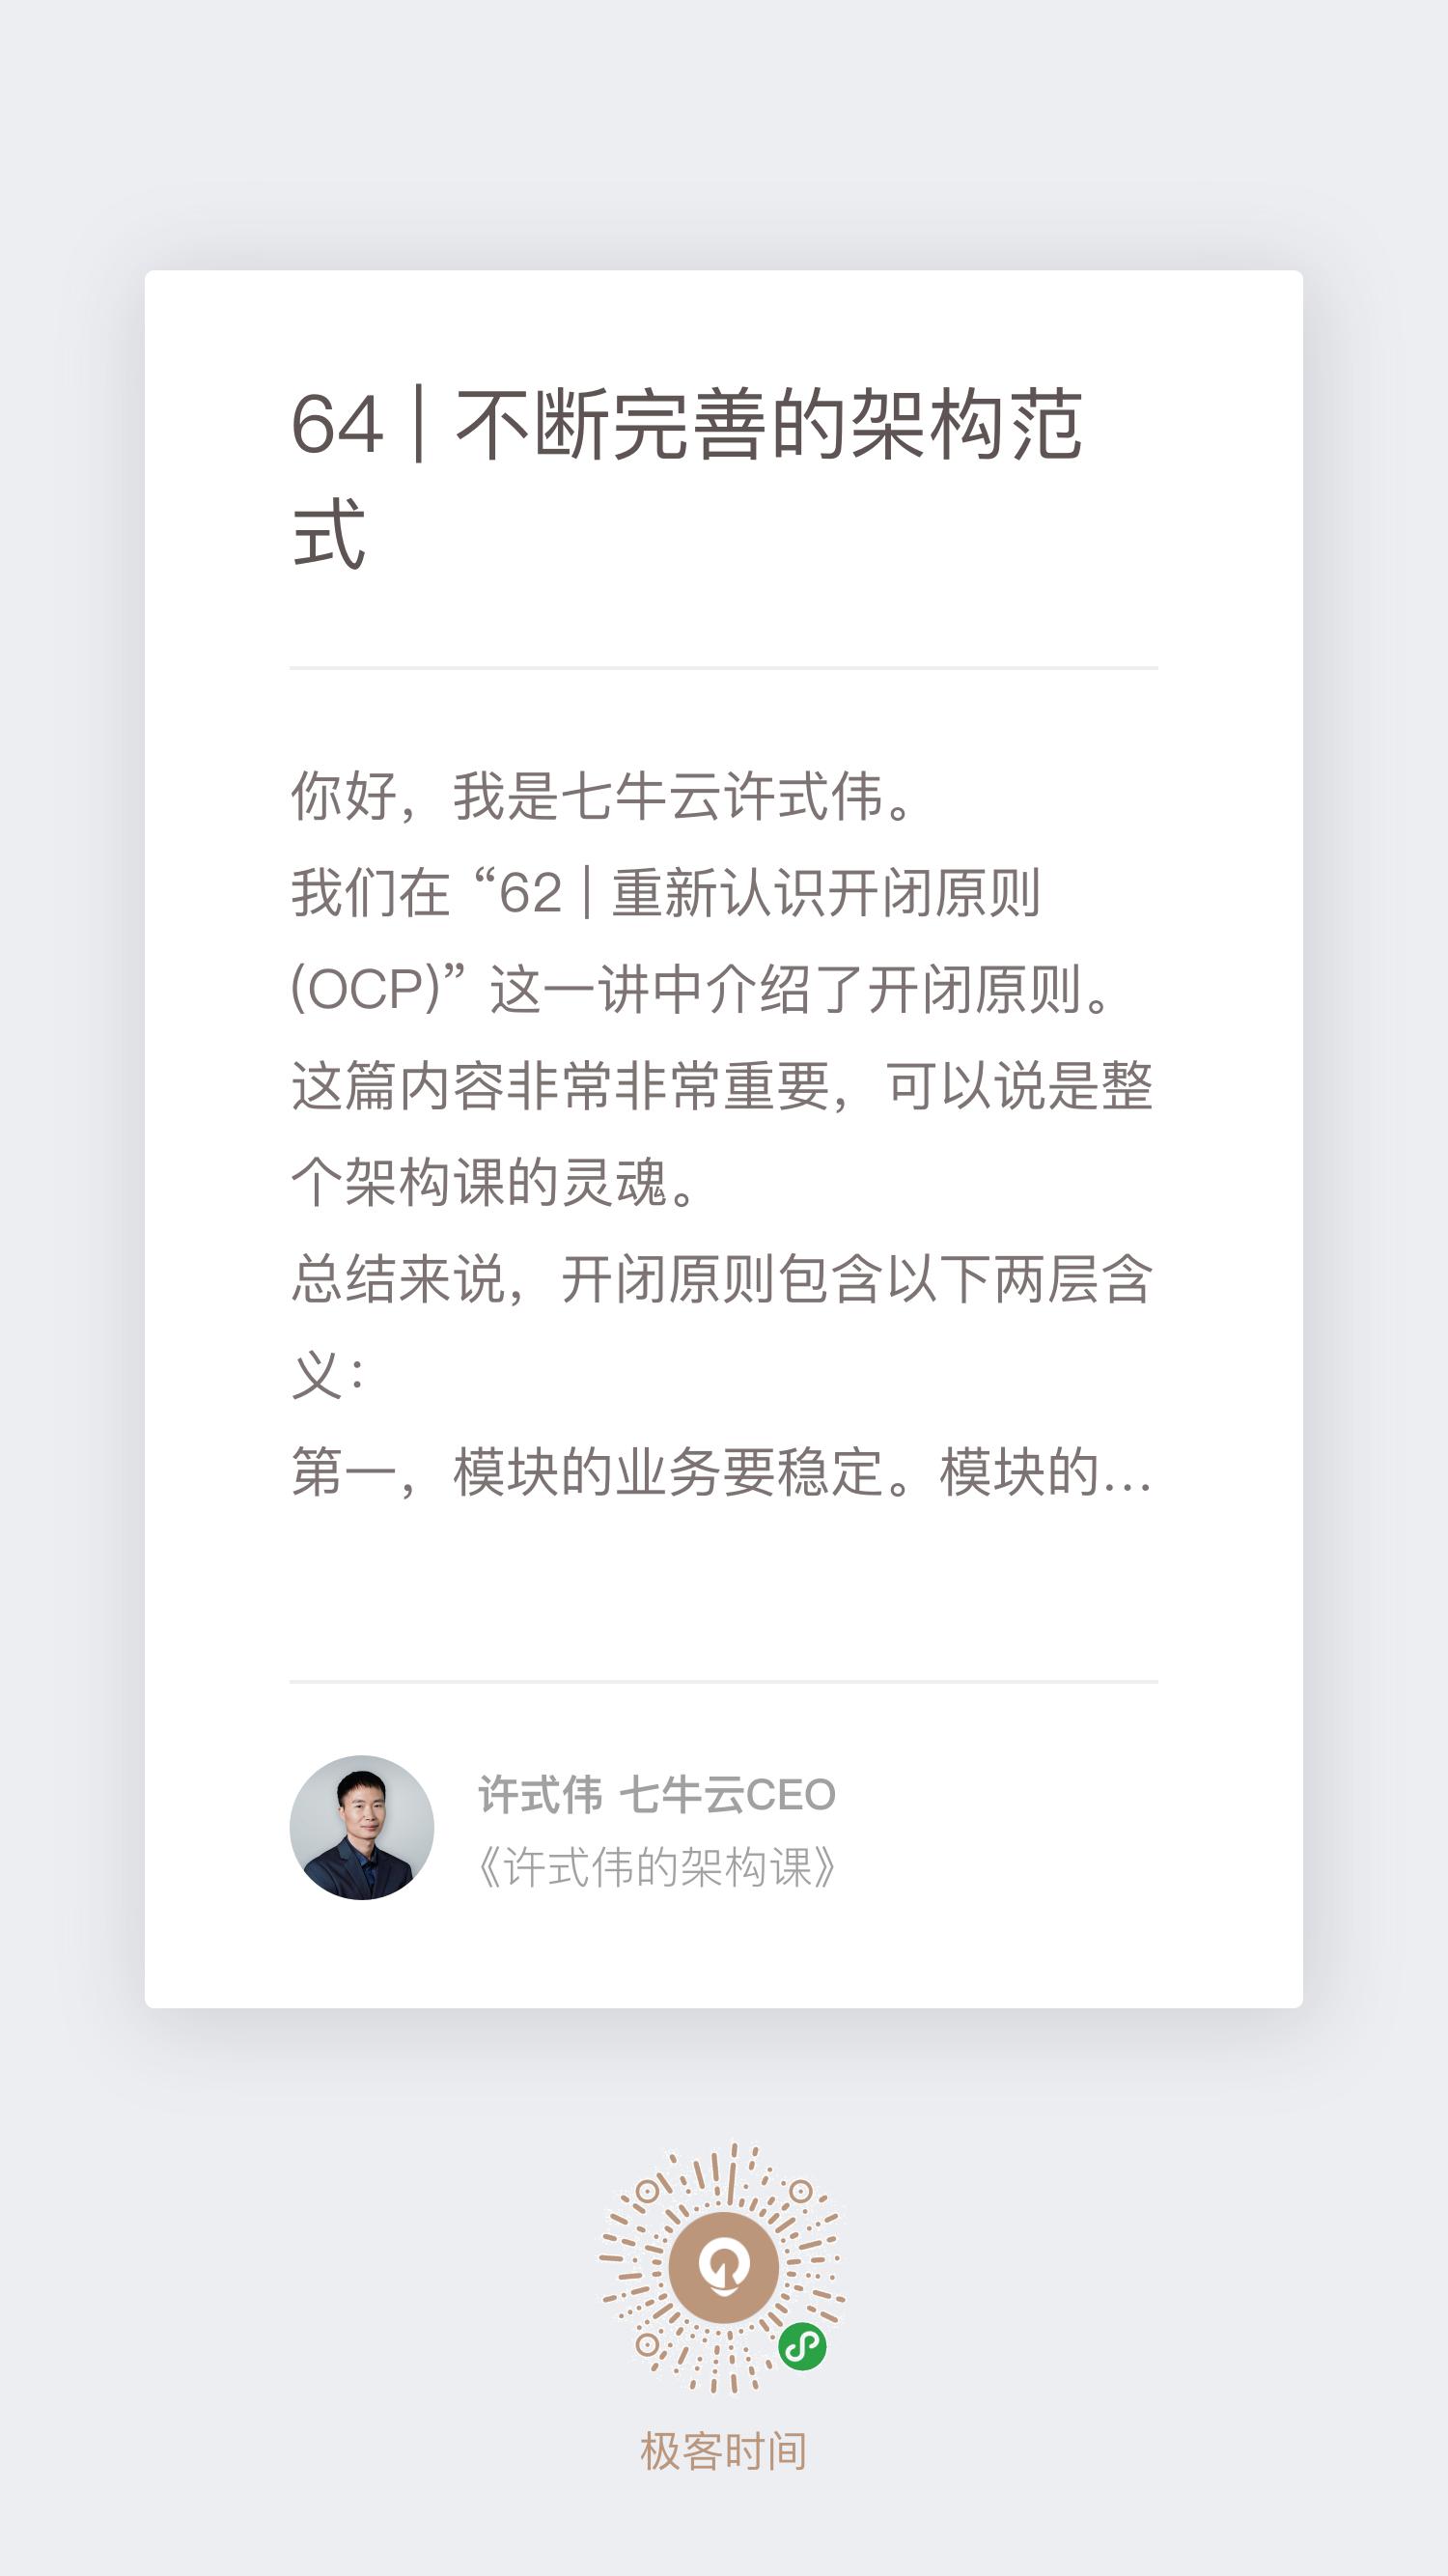 64 | 不断完善的架构范
式
你好，我是七牛云许式伟。
我们在 “62 | 重新认识开闭原则
(OCP)” 这一讲中介绍了开闭原则。
这篇内容非常非常重要，可以说是整
个架构课的灵魂。
总结来说，开闭原则包含以下两层含
义：
第一，模块的业务要稳定。模块的...
许式伟 七牛云CEO
《许式伟的架构课》
极客时间